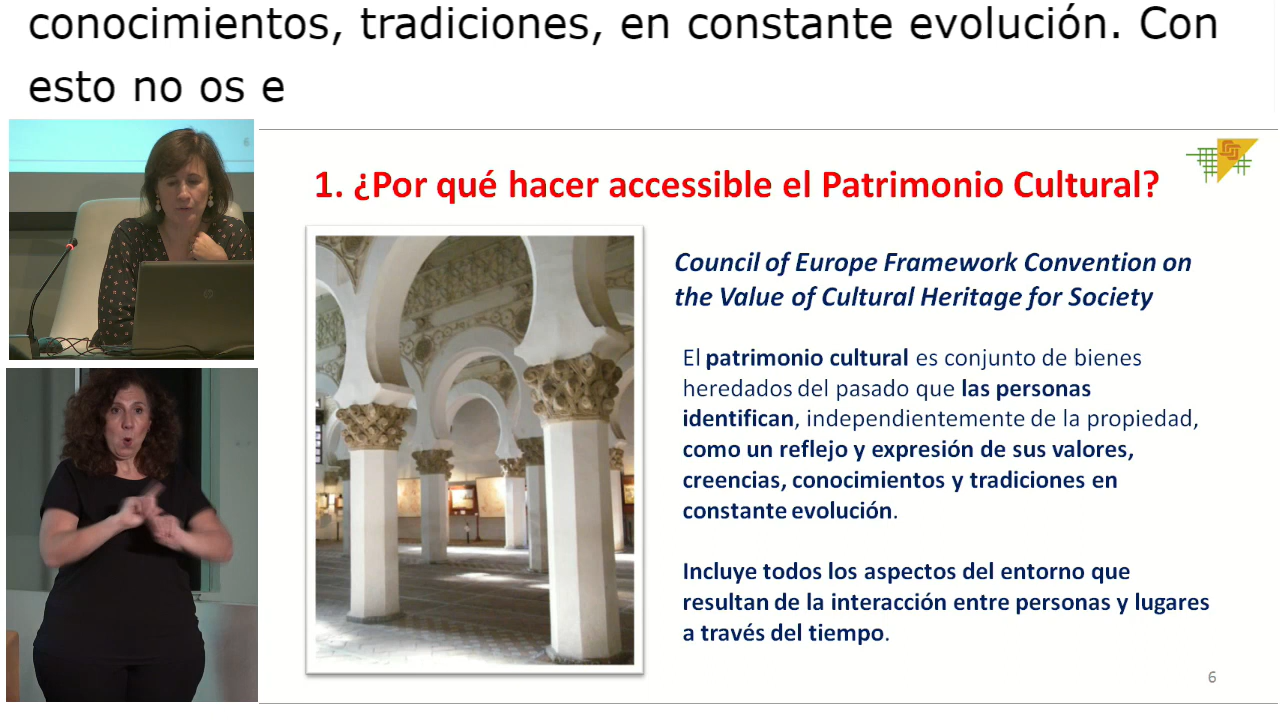 conocimientos, tradiciones, en constante evolución. Con
esto no os e
6
1. ¿Por qué hacer accessible el Patrimonio Cultural?
Council of Europe Framework Convention on
the Value of Cultural Heritage for Society
El patrimonio cultural es conjunto de bienes
heredados del pasado que las personas
identifican, independientemente de la propiedad,
como un reflejo y expresión de sus valores,
creencias, conocimientos y tradiciones en
constante evolución.
Incluye todos los aspectos del entorno que
resultan de la interacción entre personas y lugares
a través del tiempo.
6